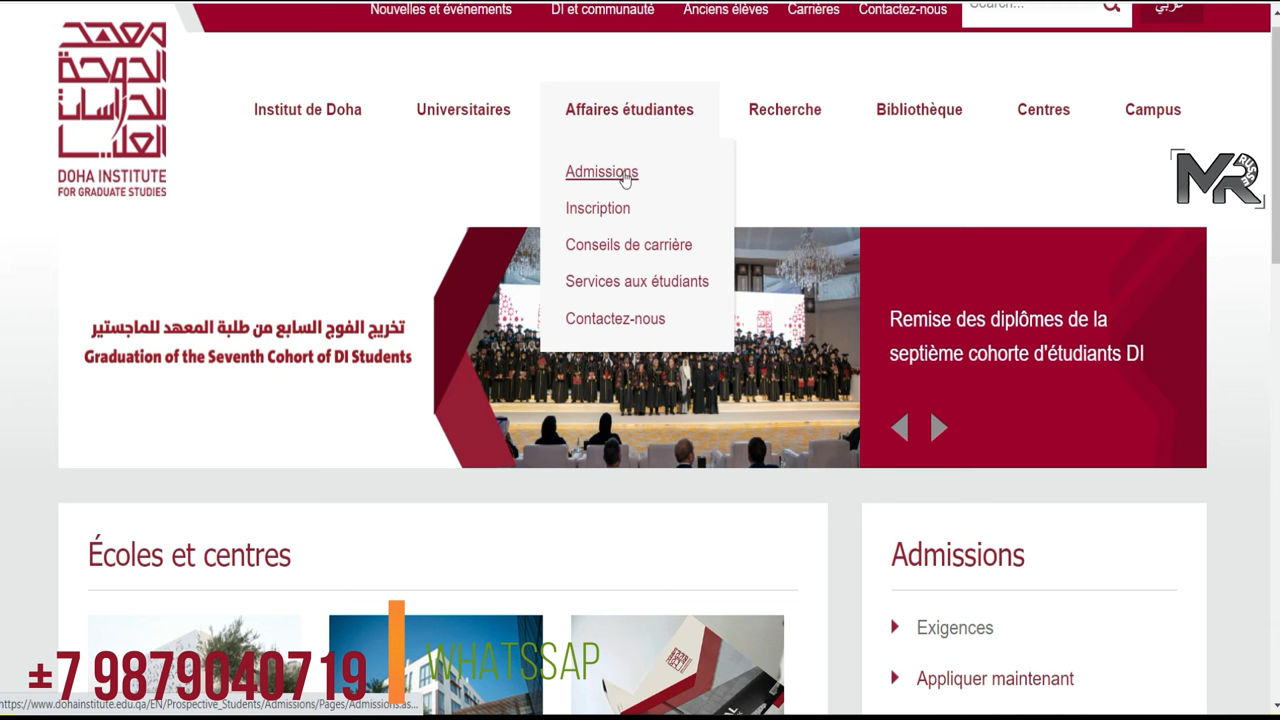 Nouvelles et événements DI et communauté Anciens élèves Carrières Contactez-nous Search... عربي
معهد
الدوحة
للدراسات
العليا
DOHA INSTITUTE
FOR GRADUATE STUDIES
Institut de Doha Universitaires Affaires étudiantes Recherche Bibliothèque Centres Campus
Admissions
Inscription
Conseils de carrière
Services aux étudiants
Contactez-nous
MR RUSSE
تخريج الفوج السابع من طلبة المعهد للماجستير
Graduation of the Seventh Cohort of DI Students
Remise des diplômes de la
septième cohorte d'étudiants DI
Écoles et centres
Admissions
Exigences
Appliquer maintenant
±7 9879040719
WHATSSAP
https://www.dohainstitute.edu.qa/EN/Prospective_Students/Admissions/Pages/Admissions.as...